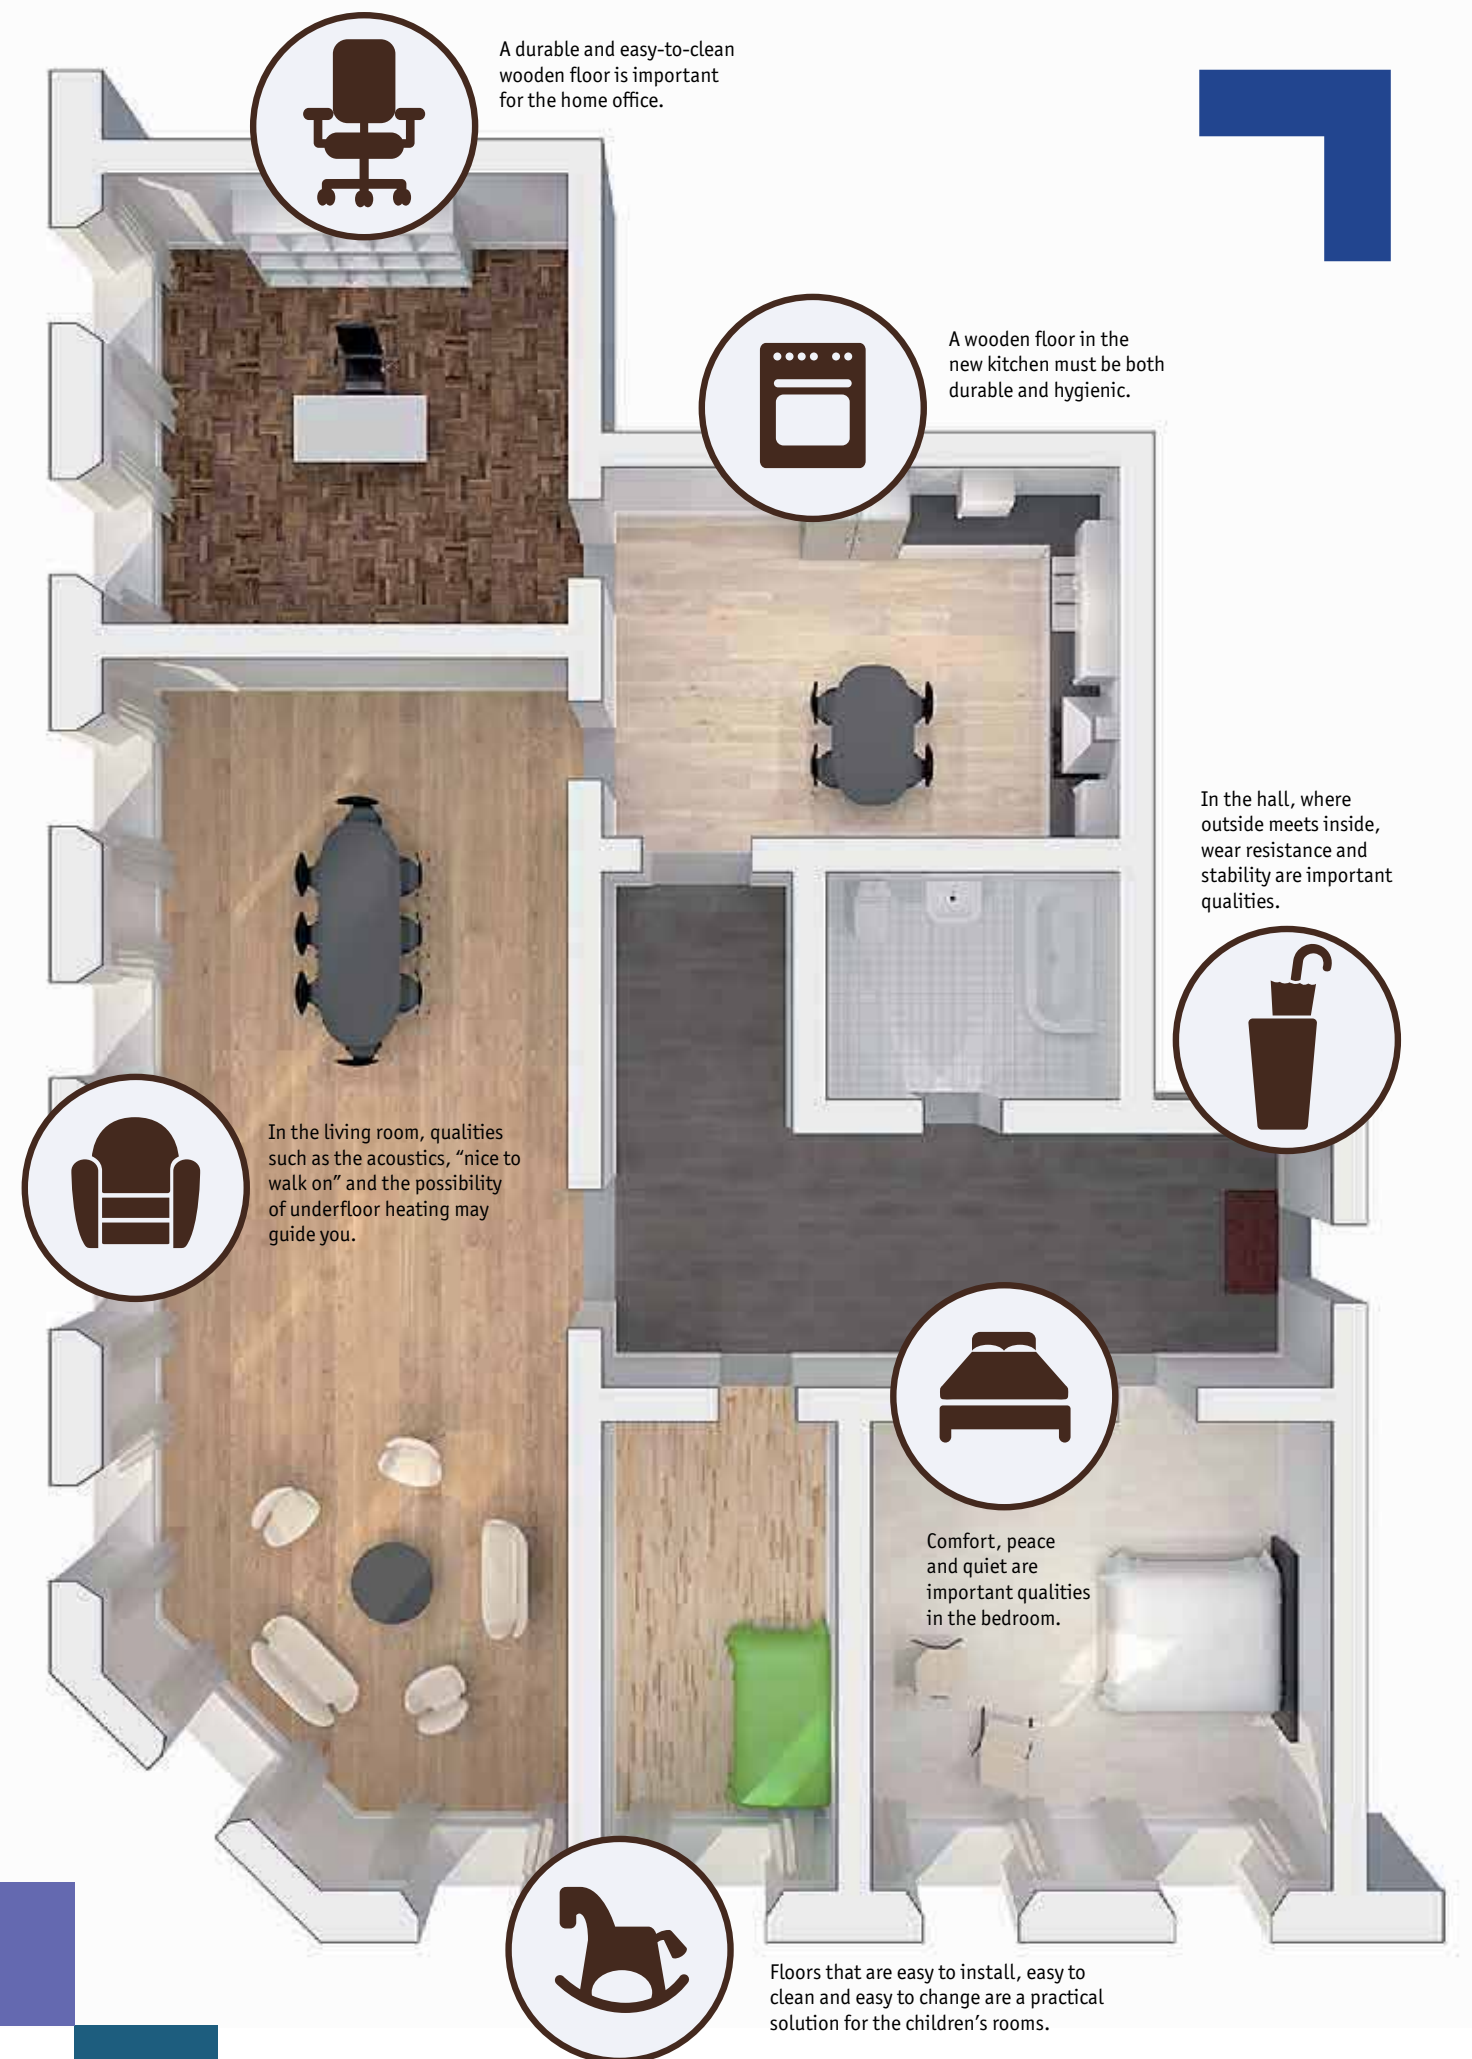 A durable and easy-to-clean
wooden floor is important
for the home office.
A wooden floor in the
new kitchen must be both
durable and hygienic.
In the hall, where
outside meets inside,
wear resistance and
stability are important
qualities.
In the living room, qualities
such as the acoustics, “nice to
walk on” and the possibility
of underfloor heating may
guide you.
Comfort, peace
and quiet are
important qualities
in the bedroom.
Floors that are easy to install, easy to
clean and easy to change are a practical
solution for the children’s rooms.